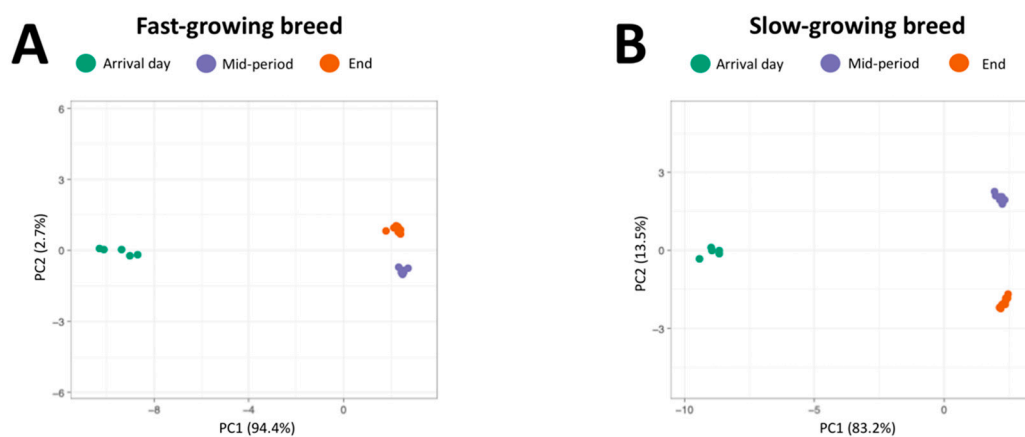 A
Fast-growing breed
Arrival day
Mid-period
End
6
3
0
−3
−6
PC2 (2.7%)
−8
−4
0
PC1 (94.4%)
B
Slow-growing breed
Arrival day
Mid-period
End
3
0
−3
PC2 (13.5%)
−10
−5
0
PC1 (83.2%)